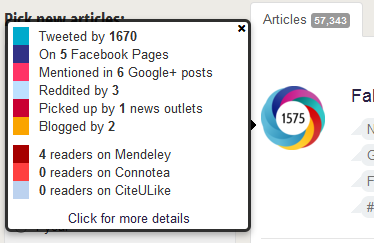 Pick new articles:
Tweeted by 1670
On 5 Facebook Pages
Mentioned in 6 Google+ posts
Reddited by 3
Picked up by 1 news outlets
Blogged by 2
4 readers on Mendeley
0 readers on Connotea
0 readers on CiteULike
Click for more details
Articles 57,343
1575
Fal
N
G
F
#